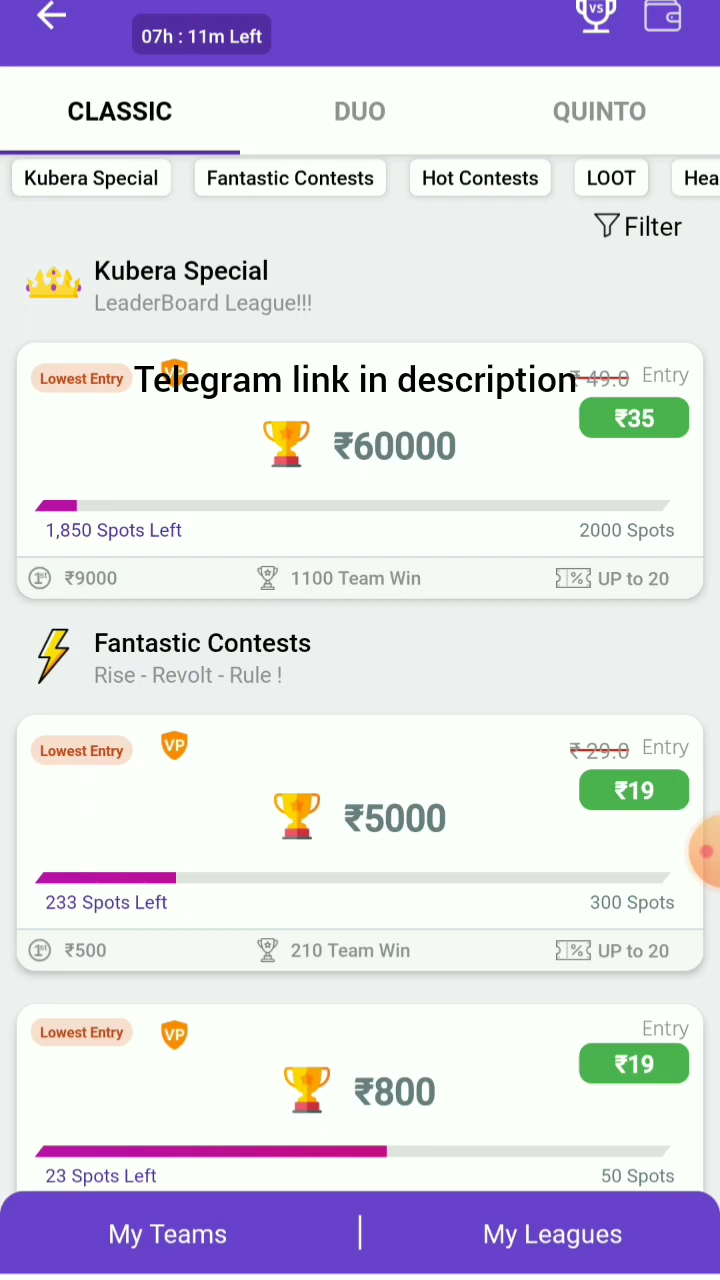 VS
07h : 11m Left
CLASSIC DUO QUINTO
Kubera Special Fantastic Contests Hot Contests LOOT Hea
Filter
Kubera Special
LeaderBoard League!!!
Lowest Entry VP Telegram link in description ₹ 49.0 Entry
₹35
₹60000
1,850 Spots Left 2000 Spots
1st ₹9000 1100 Team Win % UP to 20
Fantastic Contests
Rise - Revolt - Rule !
Lowest Entry VP ₹ 29.0 Entry
₹19
₹5000
233 Spots Left 300 Spots
1st ₹500 210 Team Win % UP to 20
Lowest Entry VP Entry
₹19
₹800
23 Spots Left 50 Spots
My Teams | My Leagues